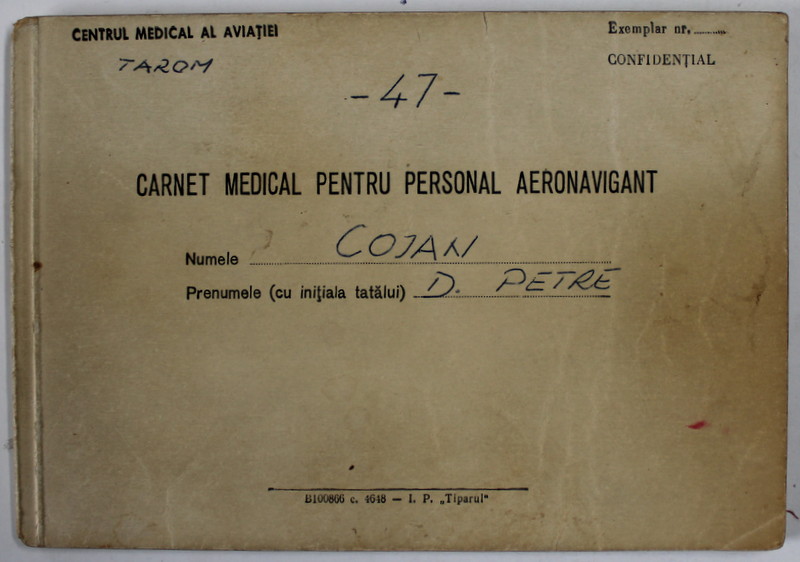 CENTRUL MEDICAL AL AVIAȚIEI
Exemplar nr. ..........
TAROM
CONFIDENȚIAL
- 47 -
CARNET MEDICAL PENTRU PERSONAL AERONAVIGANT
Numele COJAN
Prenumele (cu inițiala tatălui) D. PETRE
B100866 c. 4648 — I. P. „Tiparul"